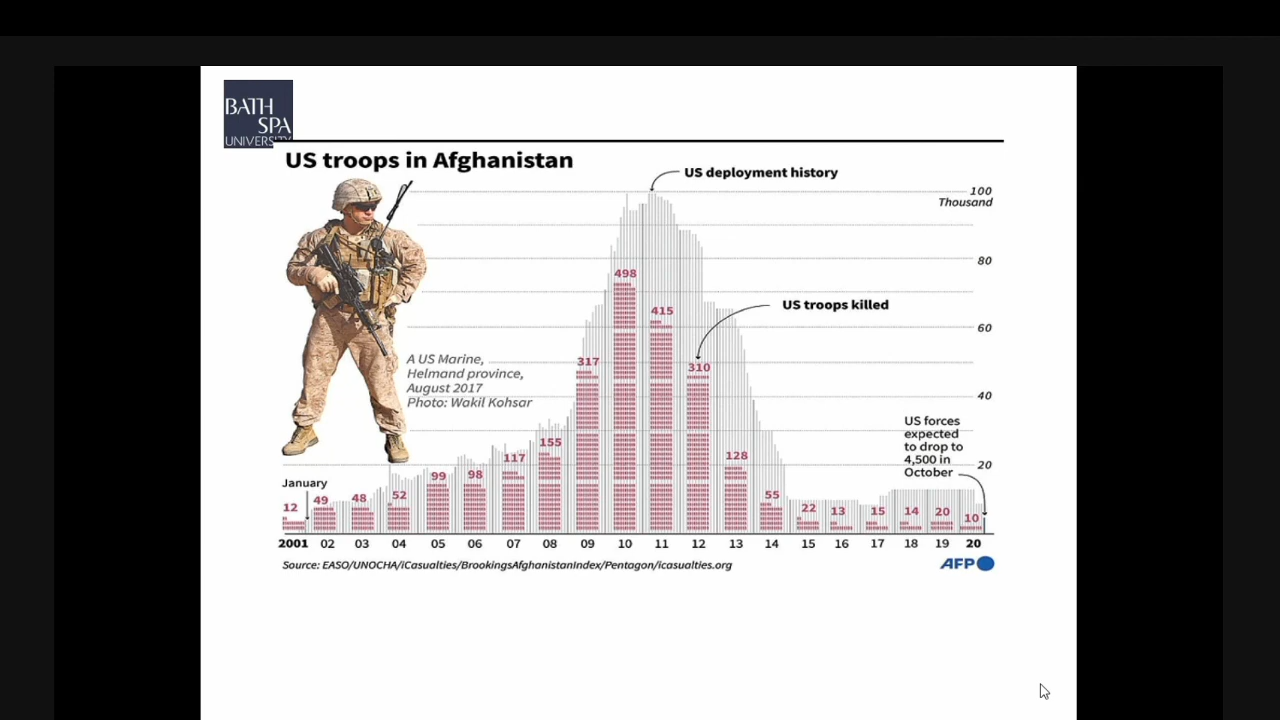 BATH
SPA
UNIVERSITY
US troops in Afghanistan
US deployment history
100
Thousand
80
498
415
US troops killed
60
317
310
A US Marine,
Helmand province,
August 2017
Photo: Wakil Kohsar
40
US forces
expected
to drop to
4,500 in
October
155
128
117
20
99
98
January
55
52
12
49
48
22
13
15
14
20
10
2001 02 03 04 05 06 07 08 09 10 11 12 13 14 15 16 17 18 19 20
Source: EASO/UNOCHA/iCasualties/BrookingsAfghanistanIndex/Pentagon/icasualties.org
AFP